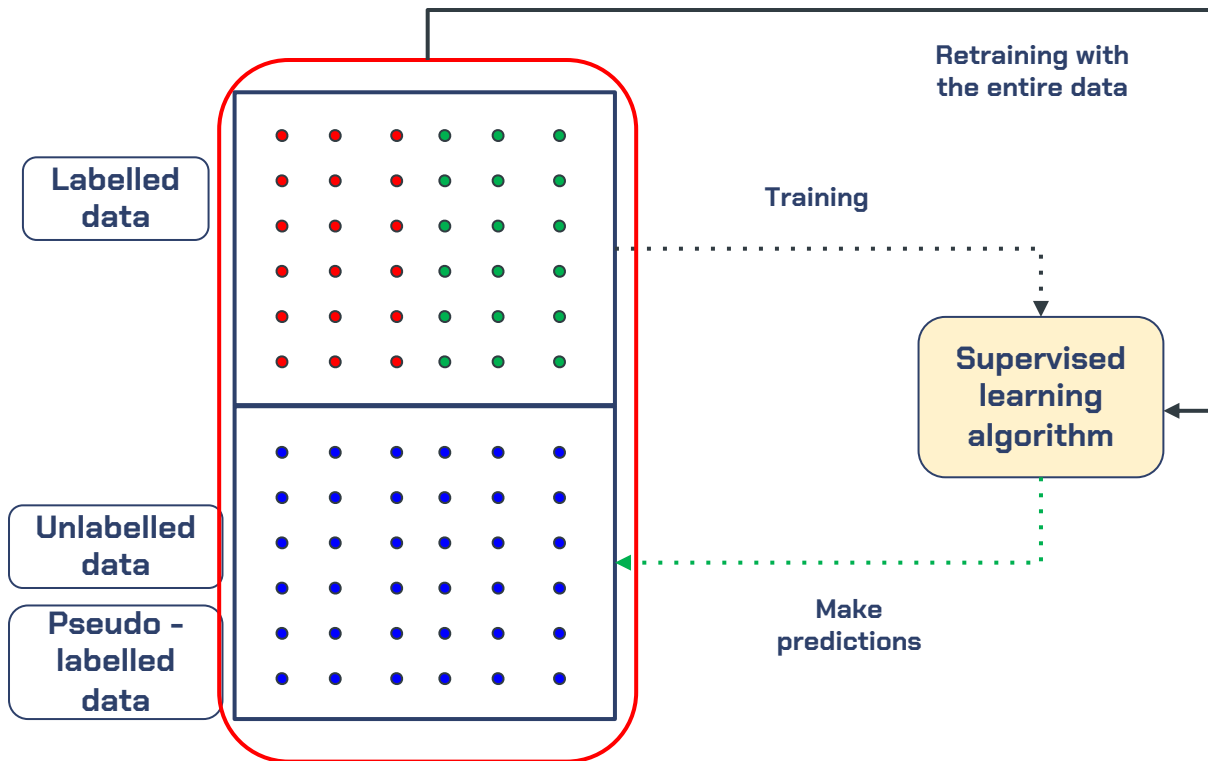 Retraining with
the entire data
Labelled
data
Training
Supervised
learning
algorithm
Unlabelled
data
Make
predictions
Pseudo -
labelled
data